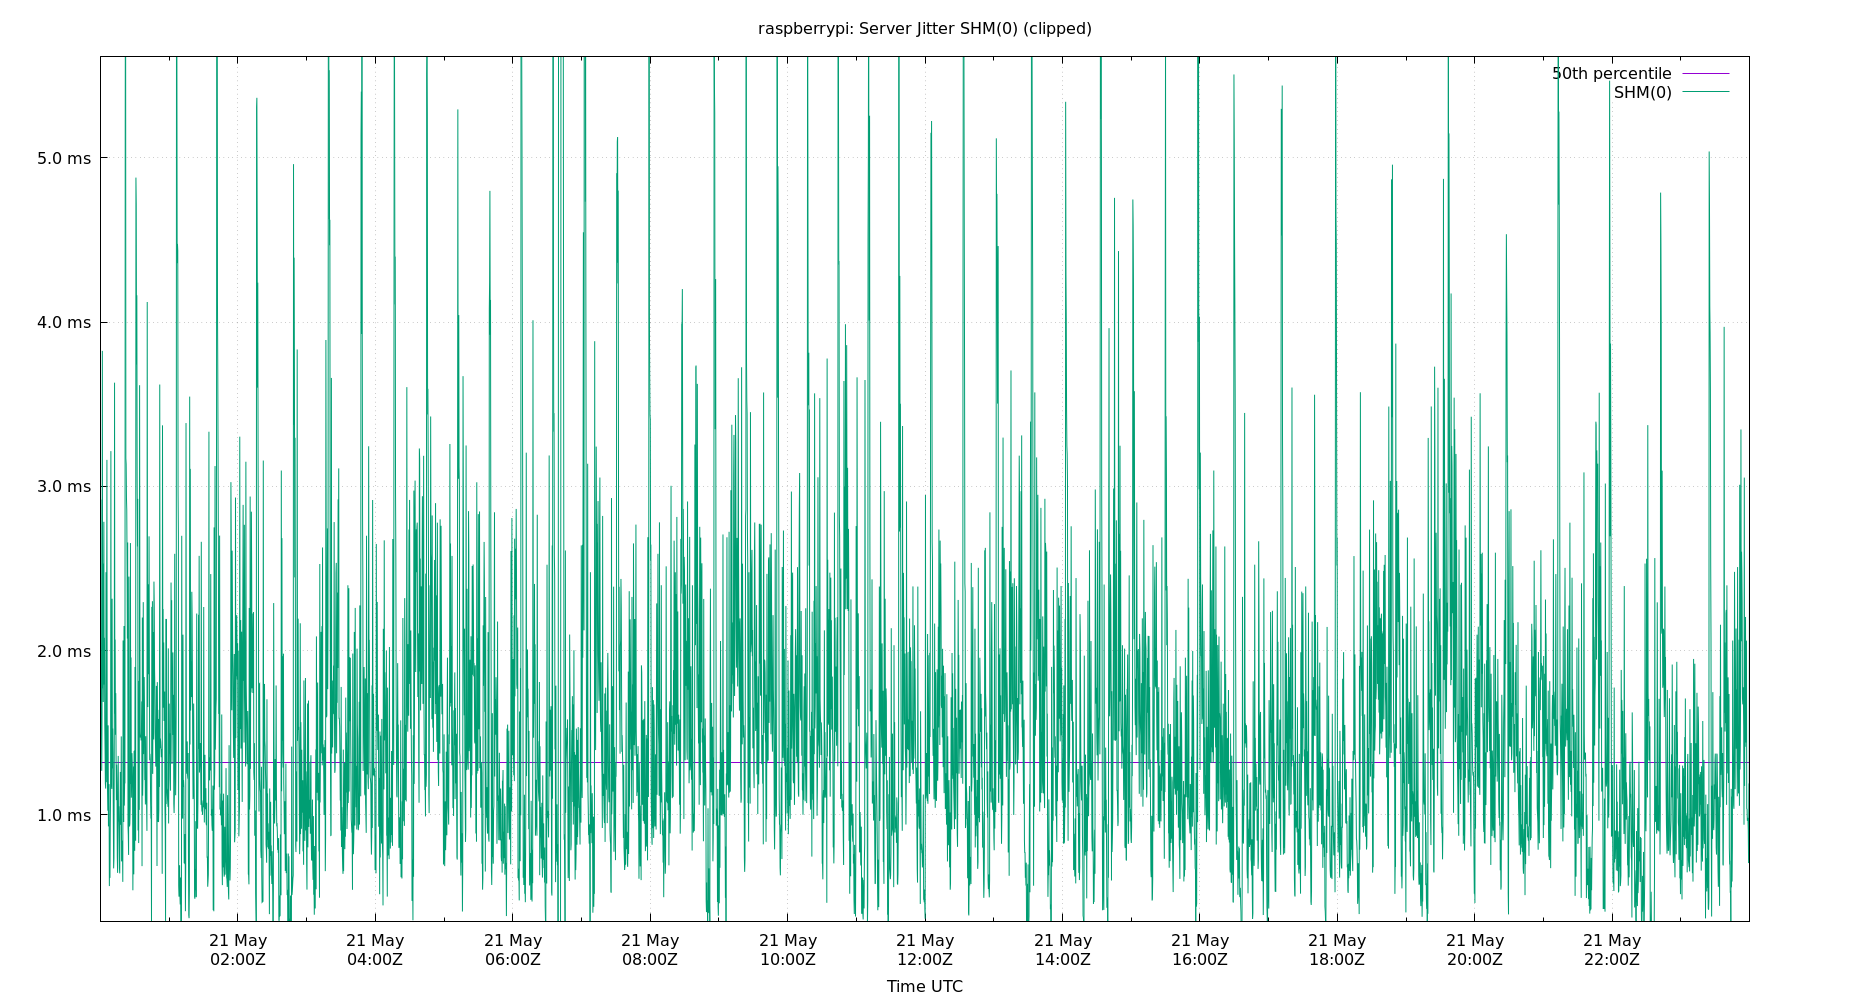 raspberrypi: Server Jitter SHM(0) (clipped)
50th percentile
SHM(0)
5.0 ms
4.0 ms
3.0 ms
2.0 ms
1.0 ms
21 May 21 May 21 May 21 May 21 May 21 May 21 May 21 May 21 May 21 May 21 May
02:00Z 04:00Z 06:00Z 08:00Z 10:00Z 12:00Z 14:00Z 16:00Z 18:00Z 20:00Z 22:00Z
Time UTC